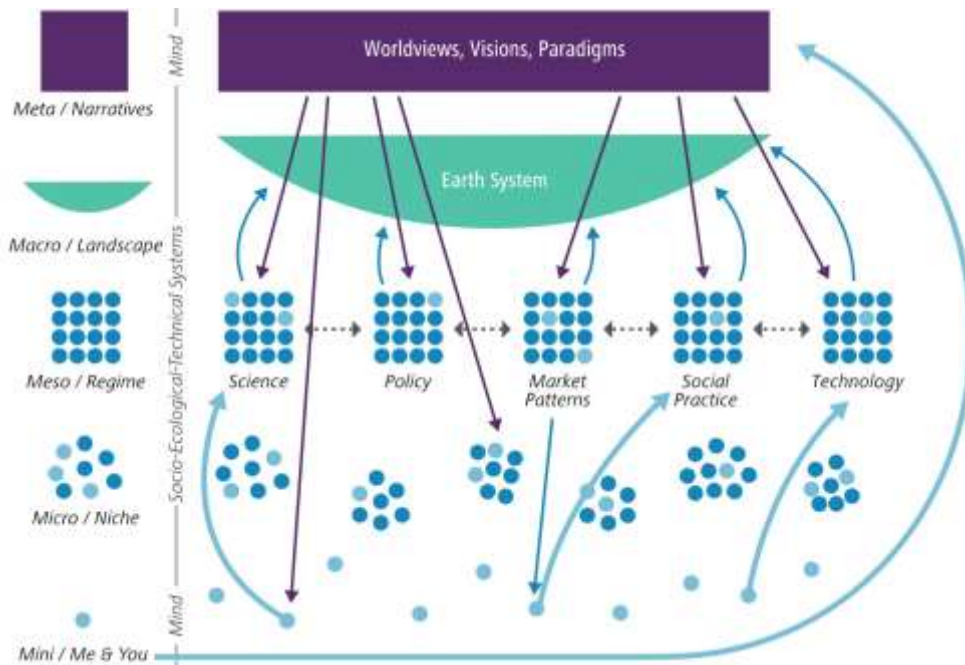 Mind
Worldviews, Visions, Paradigms
Meta / Narratives
Earth System
Macro / Landscape
Socio-Ecological-Technical Systems
Meso / Regime
Science
Policy
Market
Patterns
Social
Practice
Technology
Micro / Niche
Mind
Mini / Me & You